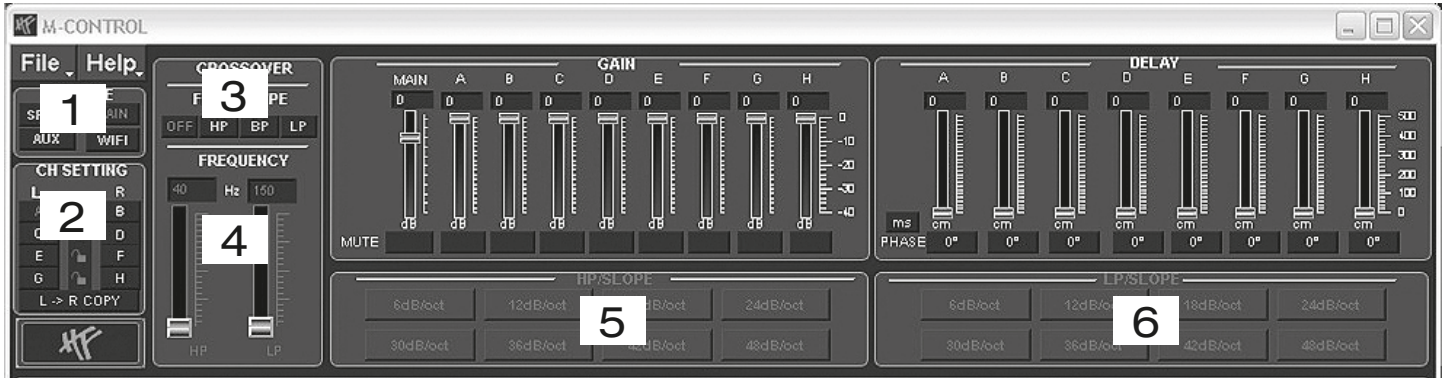 M-CONTROL
File Help
1
AUX WIFI
CH SETTING
R
2
B
D
E F
G H
L -> R COPY
HF
CROSSOVER
3
OFF HP BP LP
FREQUENCY
40 Hz 150
4
HP LP
GAIN
MAIN A B C D E F G H
0 0 0 0 0 0 0 0 0
0
-10
-20
-30
-40
dB dB dB dB dB dB dB dB dB
MUTE
DELAY
A B C D E F G H
0 0 0 0 0 0 0 0
500
400
300
200
100
0
ms cm cm cm cm cm cm cm cm
PHASE 0° 0° 0° 0° 0° 0° 0° 0°
HP/SLOPE
6dB/oct 12dB/oct 24dB/oct
5
30dB/oct 36dB/oct 48dB/oct
LP/SLOPE
6dB/oct 18dB/oct 24dB/oct
6
30dB/oct 36dB/oct 42dB/oct 48dB/oct